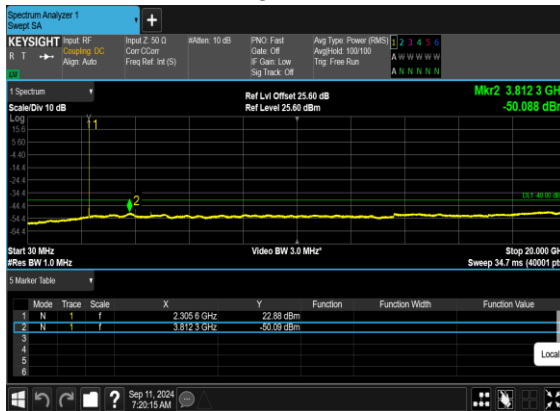 Spectrum Analyzer 1
Swept SA
KEYSIGHT Input: RF Input Z: 50 Ω #Atten: 10 dB PNO: Fast Avg Type: Power (RMS) 1 2 3 4 5 6
R T Coupling: DC Corr CCorr Gate: Off Avg|Hold: 100/100 A W W W W W
Align: Auto Freq Ref: Int (S) IF Gain: Low Trig: Free Run
Sig Track: Off A N N N N N
1 Spectrum Ref Lvl Offset 25.60 dB Mkr2 3.812 3 GH
Scale/Div 10 dB Ref Level 25.60 dBm -50.088 dBr
Log
15.6 1
5.60
-4.40
-14.4
-24.4
-34.4 DL1 -40.00 dB
-44.4 2
-54.4
-64.4
Start 30 MHz Video BW 3.0 MHz* Stop 20.000 GH
#Res BW 1.0 MHz Sweep 34.7 ms (40001 pt
5 Marker Table
Mode Trace Scale X Y Function Function Width Function Value
1 N 1 f 2.305 6 GHz 22.88 dBm
2 N 1 f 3.812 3 GHz -50.09 dBm
3
4
5 Local
6
? Sep 11, 2024
7:20:15 AM